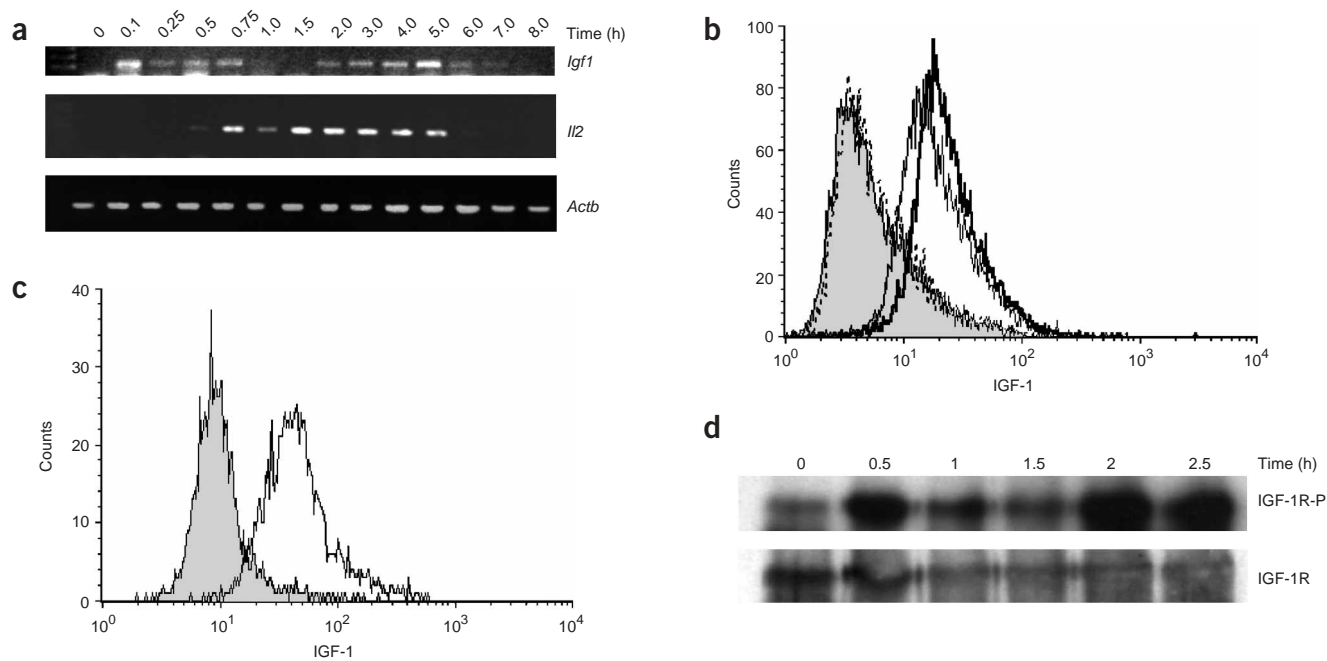 a
0 0.1 0.25 0.5 0.75 1.0 1.5 2.0 3.0 4.0 5.0 6.0 7.0 8.0 Time (h)
Igf1
Il2
Actb
b
100
80
60
40
20
0
Counts
10^0 10^1 10^2 10^3 10^4
IGF-1
c
40
30
20
10
0
Counts
10^0 10^1 10^2 10^3 10^4
IGF-1
d
0 0.5 1 1.5 2 2.5 Time (h)
IGF-1R-P
IGF-1R